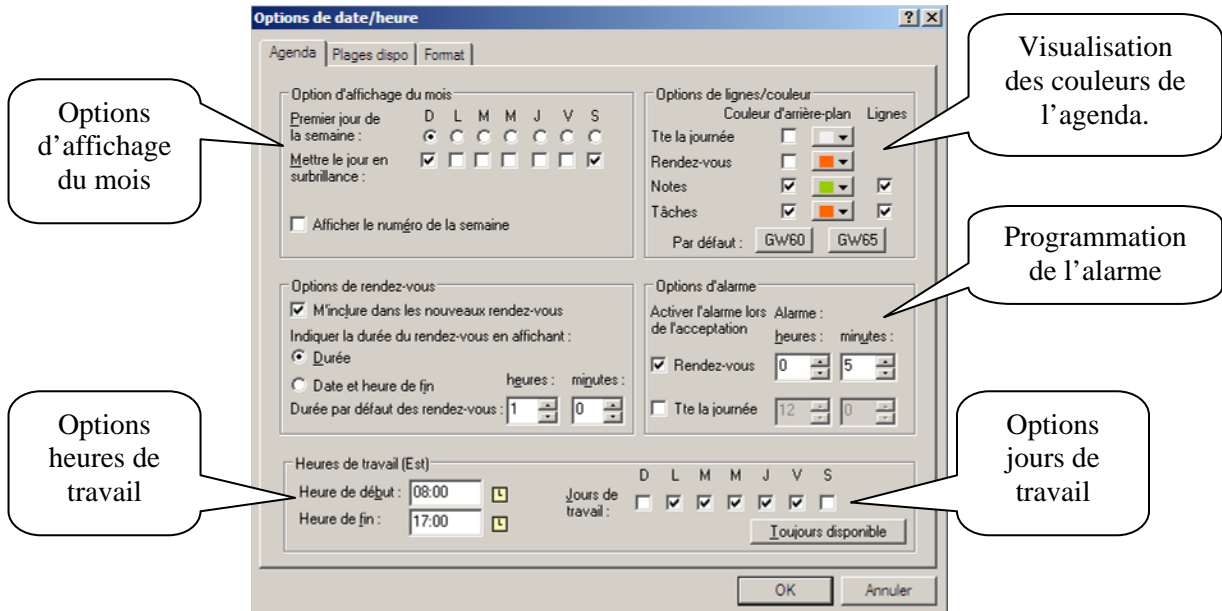 Options de date/heure
Agenda Plages dispo Format
Option d'affichage du mois
Premier jour de la semaine : D L M M J V S
Mettre le jour en surbrillance :
Afficher le numéro de la semaine
Options de lignes/couleur
Couleur d'arrière-plan Lignes
Tte la journée
Rendez-vous
Notes
Tâches
Par défaut : GW60 GW65
Options de rendez-vous
M'inclure dans les nouveaux rendez-vous
Indiquer la durée du rendez-vous en affichant :
Durée
Date et heure de fin
heures : minutes :
Durée par défaut des rendez-vous : 1 0
Options d'alarme
Activer l'alarme lors de l'acceptation
Alarme :
heures : minutes :
Rendez-vous 0 5
Tte la journée 12 0
Heures de travail (Est)
Heure de début : 08:00
Heure de fin : 17:00
D L M M J V S
Jours de travail :
Toujours disponible
OK Annuler
Options
d’affichage
du mois
Visualisation
des couleurs de
l’agenda.
Programmation
de l’alarme
Options
heures de
travail
Options
jours de
travail